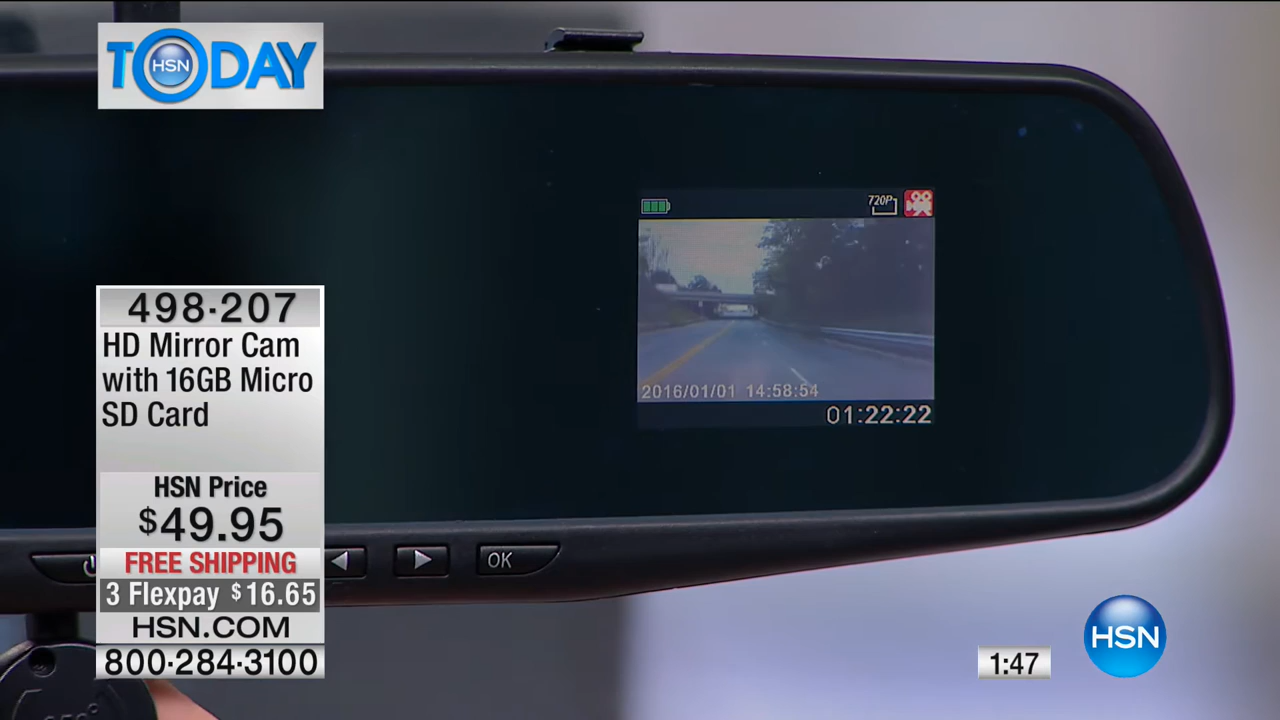 TODAY
HSN
498-207
HD Mirror Cam
with 16GB Micro
SD Card
HSN Price
$49.95
FREE SHIPPING
3 Flexpay $16.65
HSN.COM
800-284-3100
720P
2016/01/01 14:58:54
01:22:22
OK
1:47
HSN